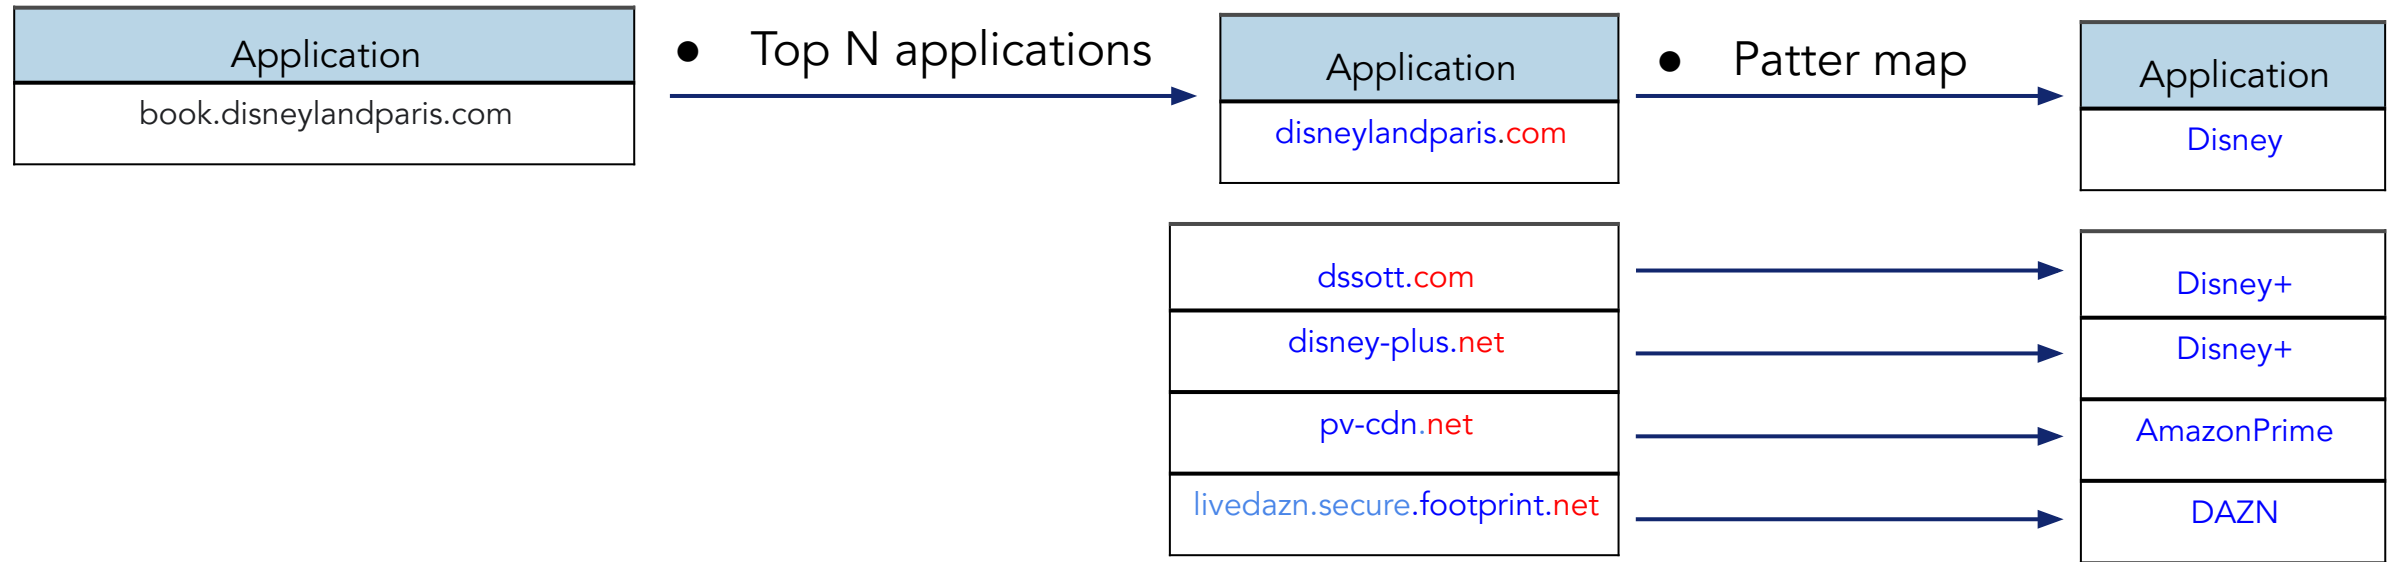 Application
book.disneylandparis.com
● Top N applications
Application
disneylandparis.com
● Patter map
Application
Disney
dssott.com
Disney+
disney-plus.net
Disney+
pv-cdn.net
AmazonPrime
livedazn.secure.footprint.net
DAZN